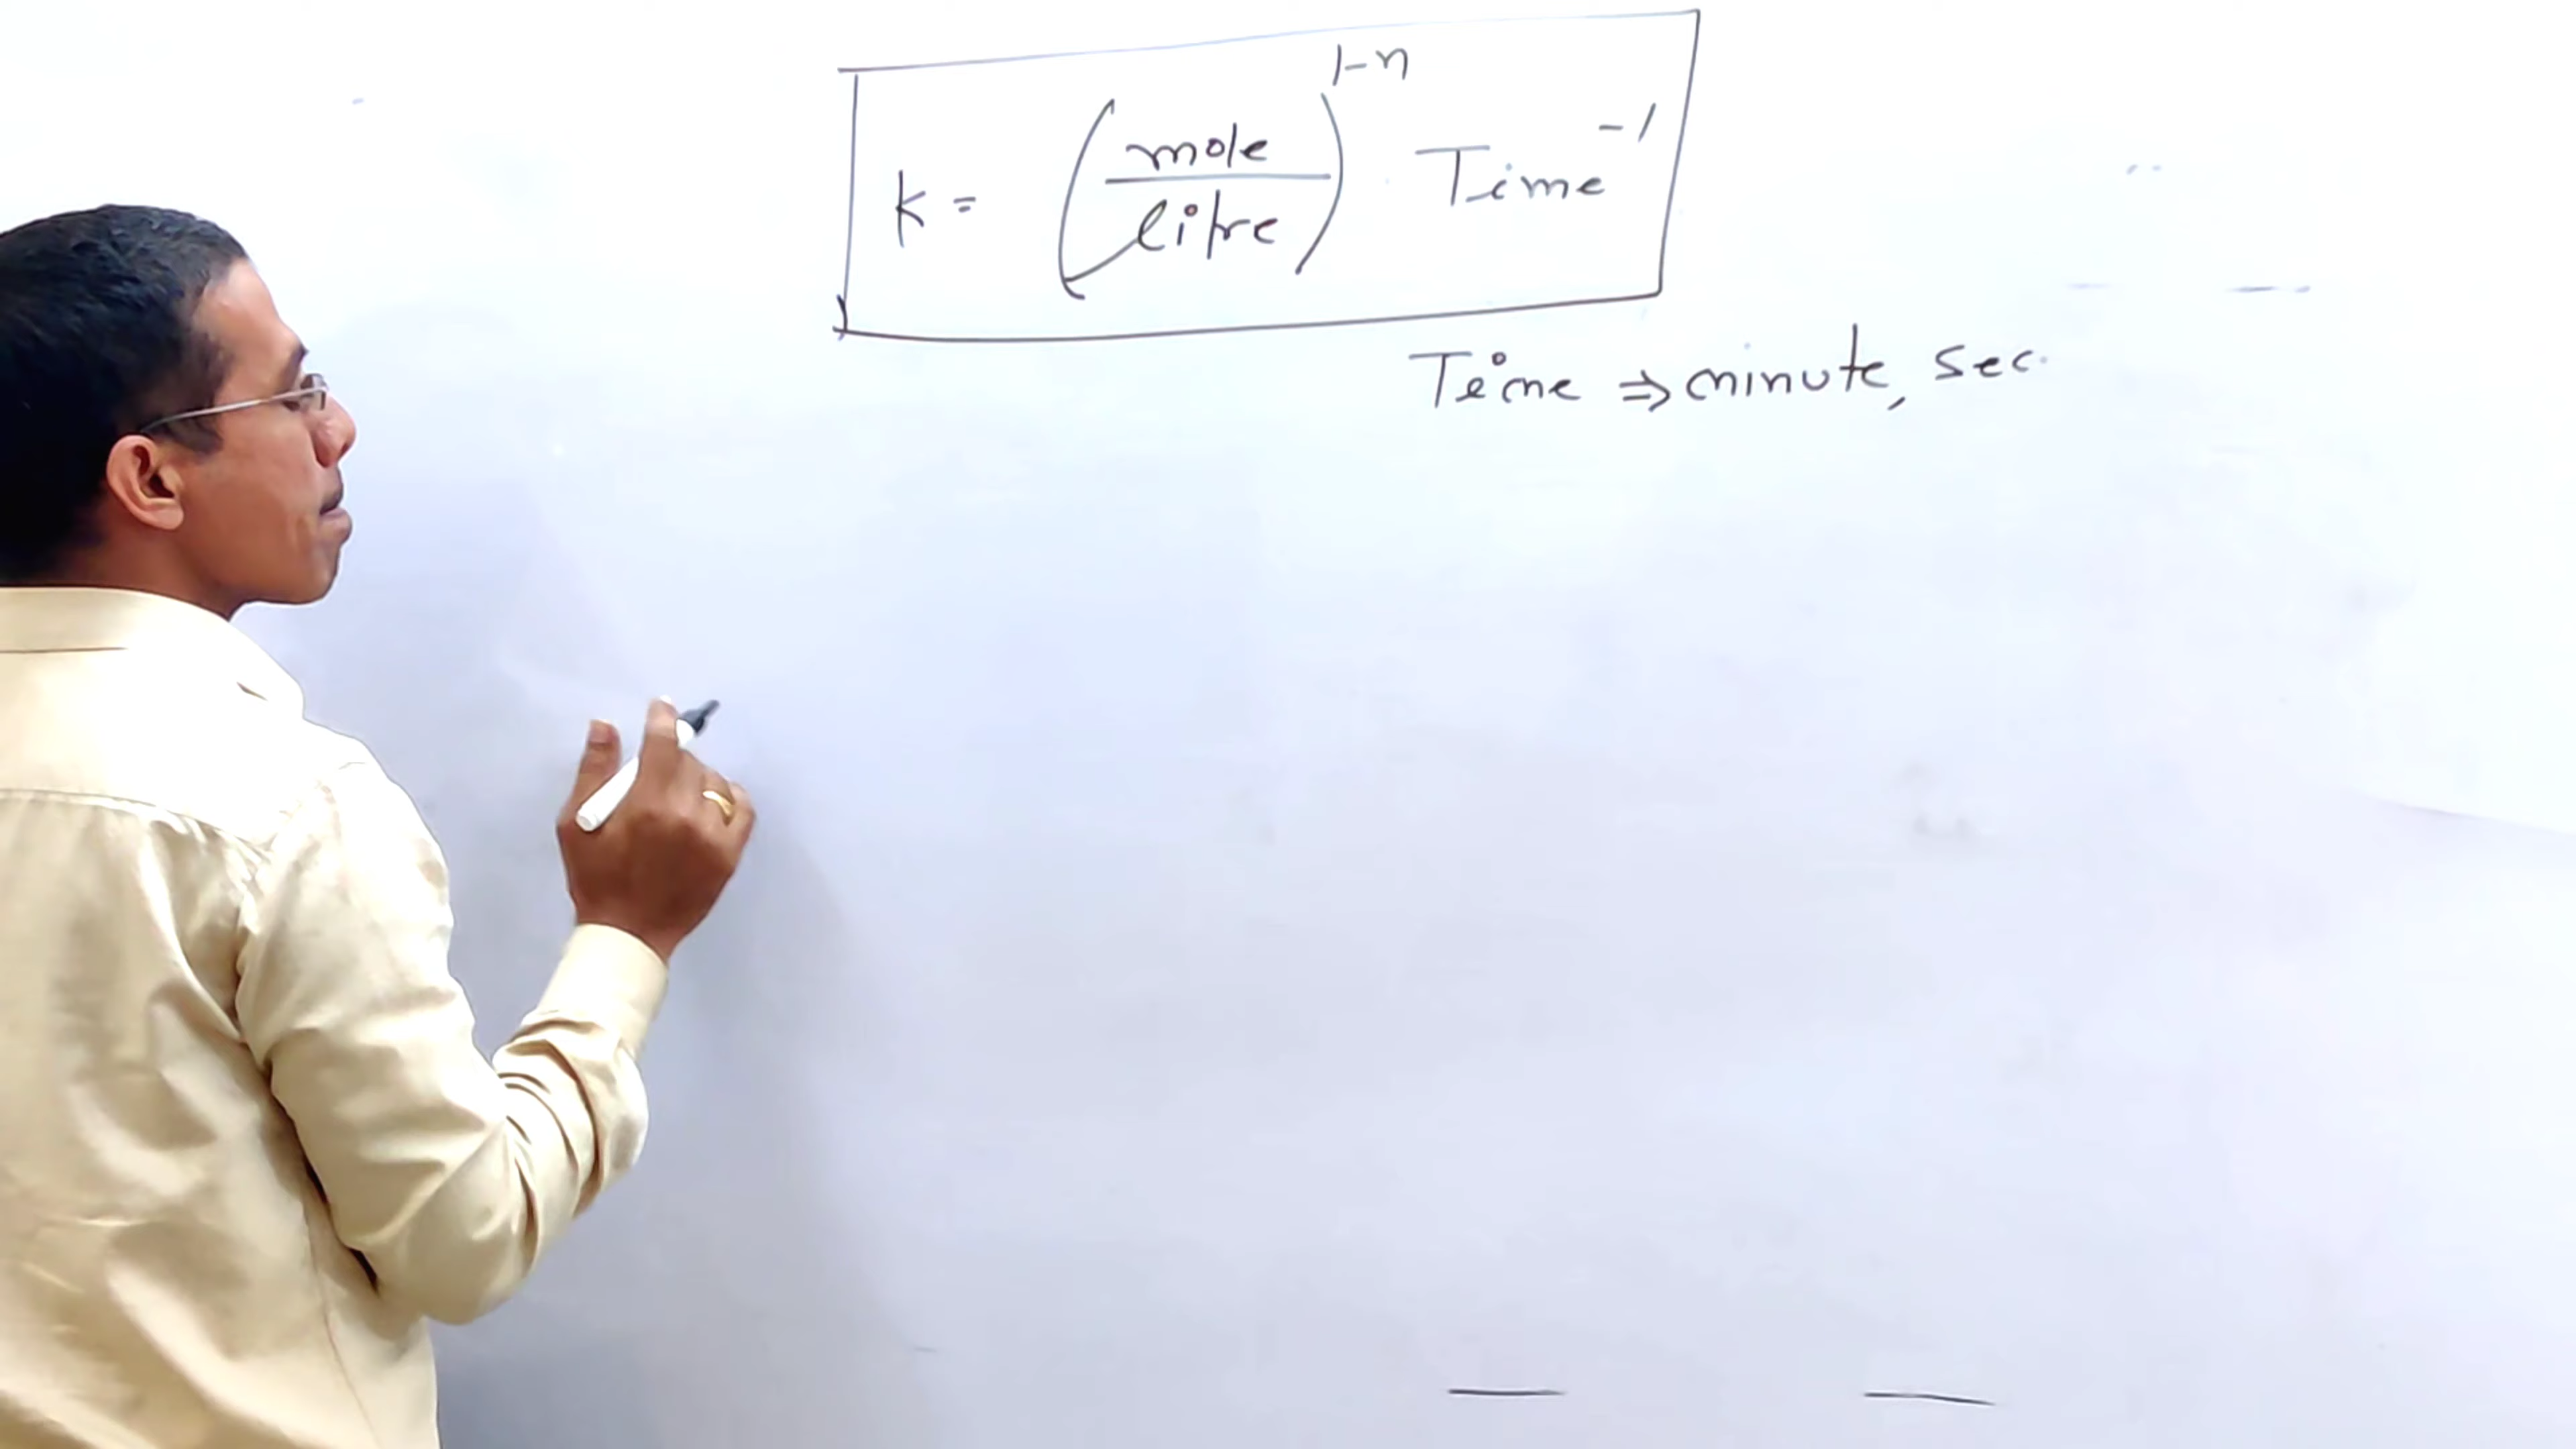 k = (mole/litre)^1-n Time^-1
Time ⇒ minute, sec.